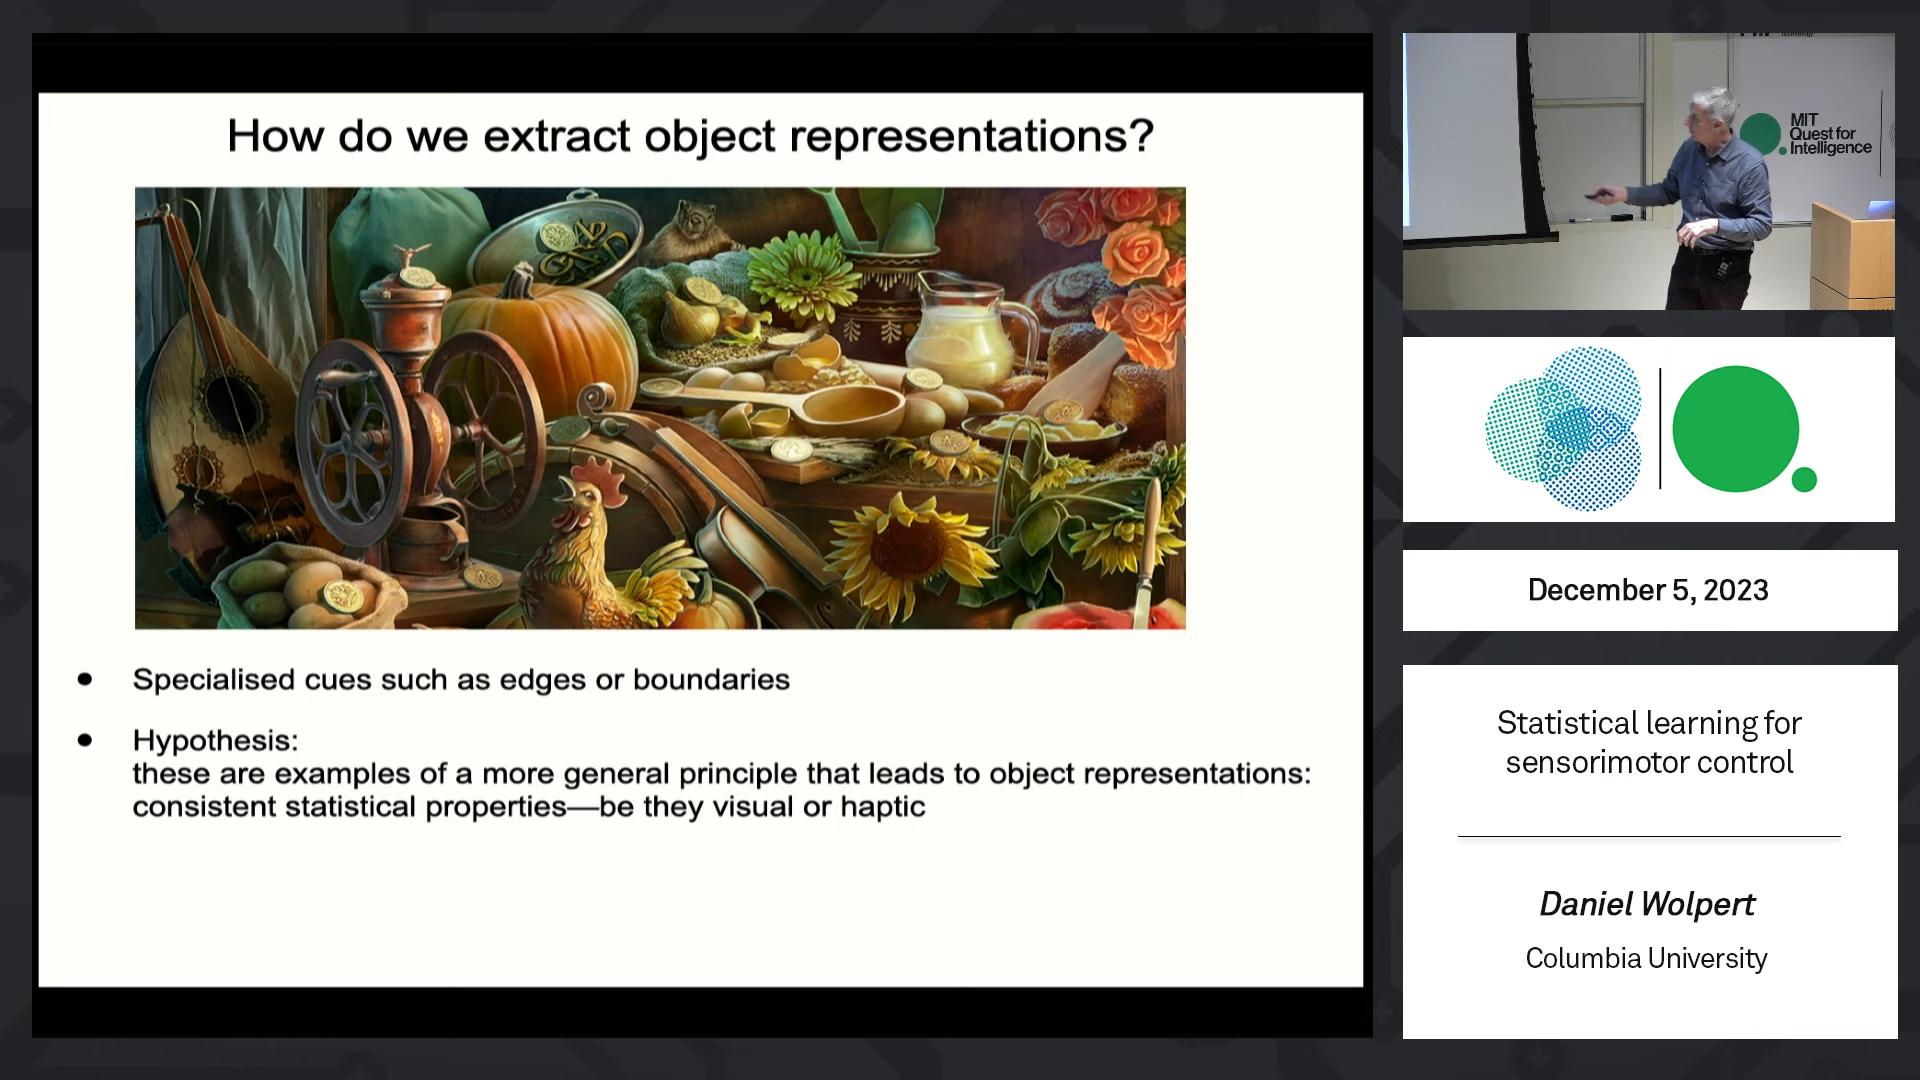 How do we extract object representations?
• Specialised cues such as edges or boundaries
• Hypothesis:
these are examples of a more general principle that leads to object representations:
consistent statistical properties—be they visual or haptic
MIT
Quest for
Intelligence
December 5, 2023
Statistical learning for
sensorimotor control
Daniel Wolpert
Columbia University